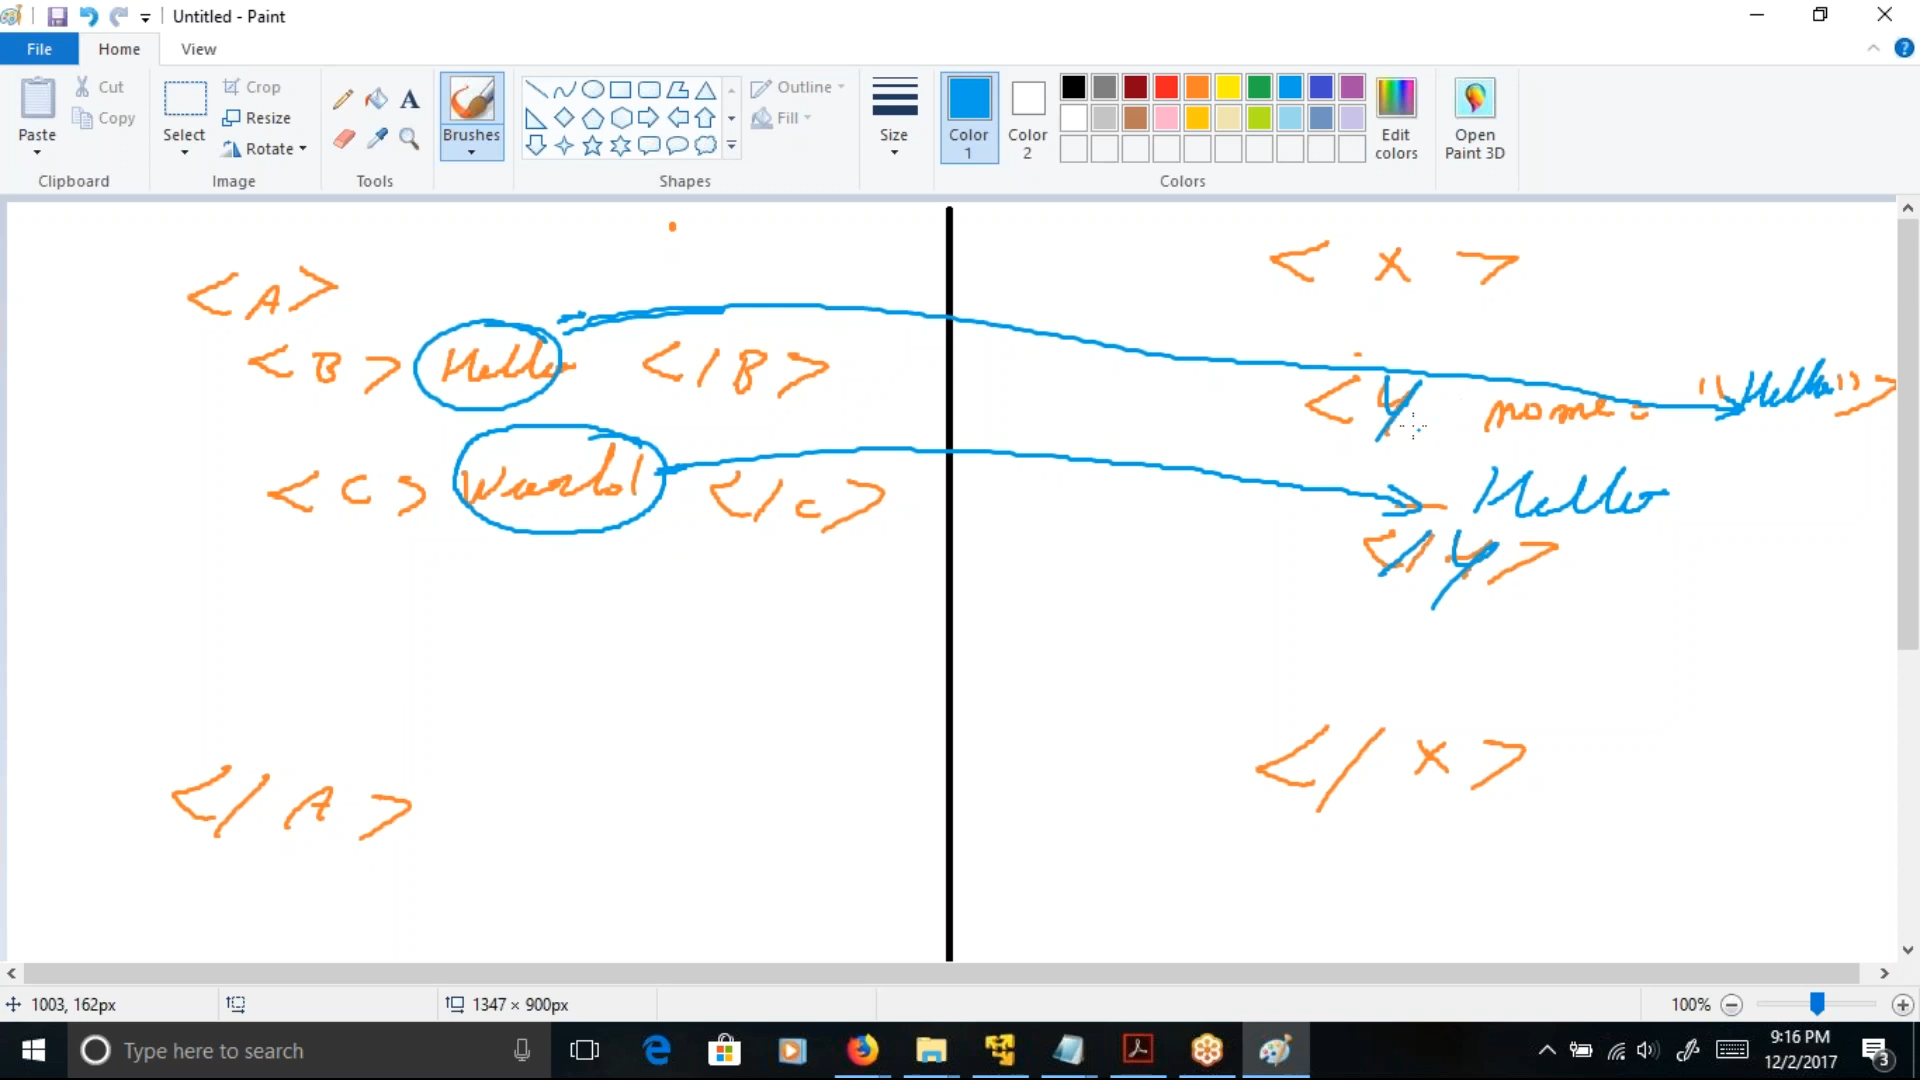 Untitled - Paint
File Home View
Paste
Cut
Copy
Clipboard
Select
Crop
Resize
Rotate
Image
Tools
Brushes
Shapes
Outline
Fill
Size
Color 1
Color 2
Edit colors
Open Paint 3D
Colors
<A>
<B> Hello </B>
<C> World </C>
</A>
< X >
<Y name= "Hello">
Hello
</Y>
</ X >
1003, 162px
1347 × 900px
100%
Type here to search
9:16 PM
12/2/2017
3